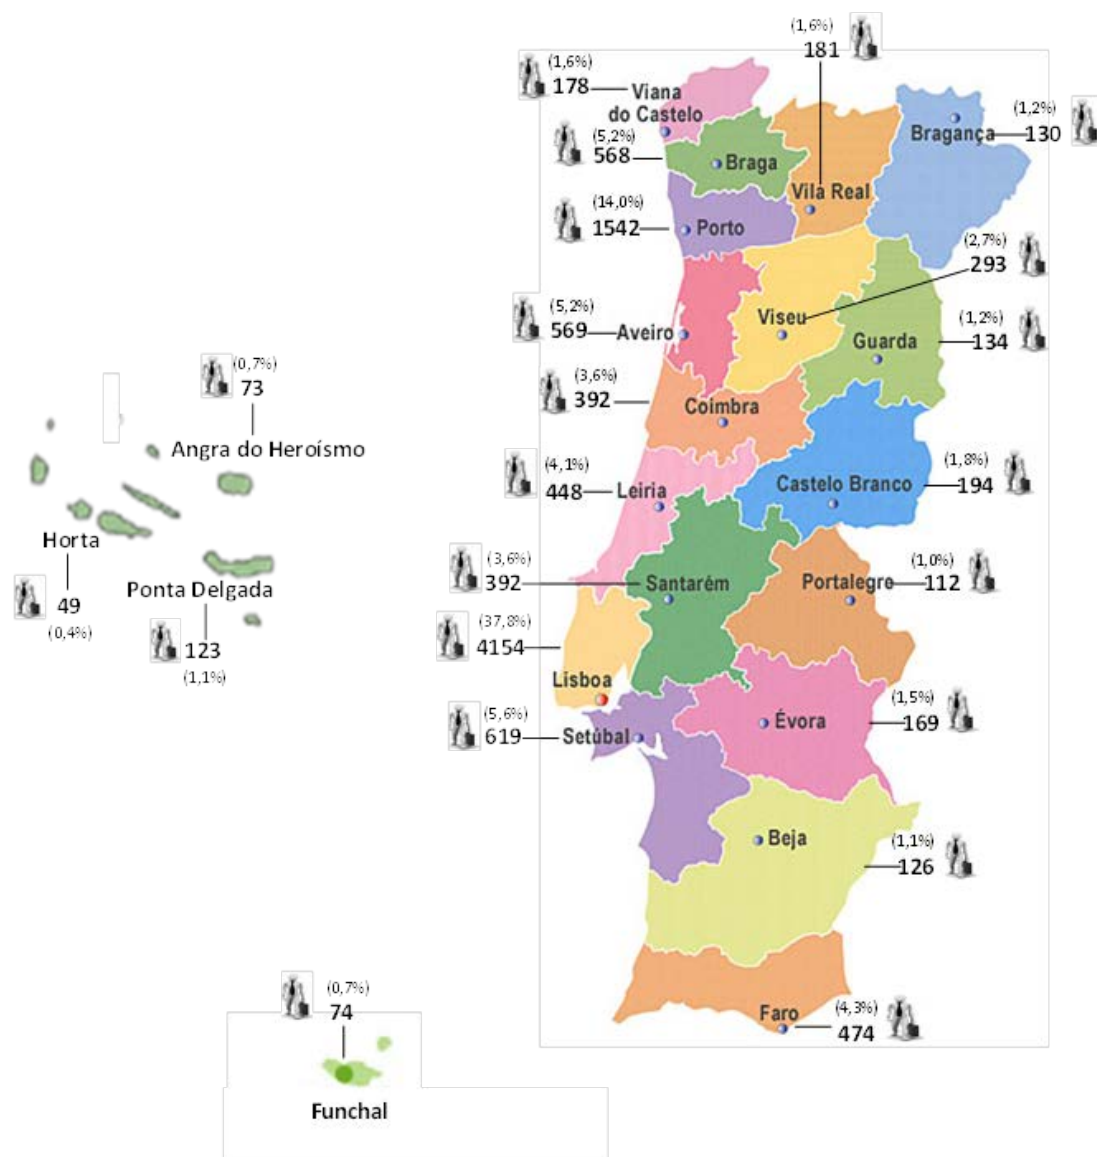 (1,6%)
181
(1,6%)
178
Viana
do Castelo
(1,2%)
Bragança
130
(5,2%)
568
Braga
Vila Real
(14,0%)
1542
Porto
(2,7%)
293
(5,2%)
569
Aveiro
Viseu
(1,2%)
134
Guarda
(0,7%)
73
(3,6%)
392
Coimbra
Angra do Heroísmo
(4,1%)
448
Leiria
Castelo Branco
(1,8%)
194
Horta
49
(0,4%)
Ponta Delgada
123
(1,1%)
(3,6%)
392
Santarém
Portalegre
(1,0%)
112
(37,8%)
4154
Lisboa
(5,6%)
619
Setúbal
Évora
(1,5%)
169
Beja
(1,1%)
126
(0,7%)
74
Faro
(4,3%)
474
Funchal